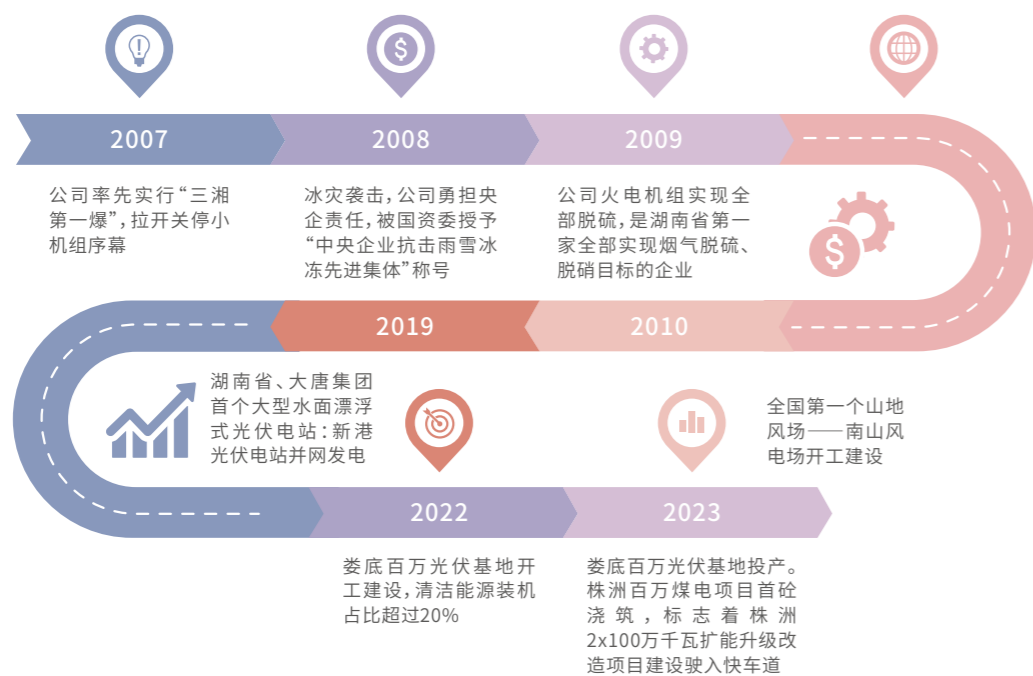 2007
公司率先实行“三湘
第一爆”,拉开关停小
机组序幕
2008
冰灾袭击,公司勇担央
企责任,被国资委授予
“中央企业抗击雨雪冰
冻先进集体”称号
2009
公司火电机组实现全
部脱硫,是湖南省第一
家全部实现烟气脱硫、
脱硝目标的企业
2010
全国第一个山地
风场——南山风
电场开工建设
2019
湖南省、大唐集团
首个大型水面漂浮
式光伏电站:新港
光伏电站并网发电
2022
娄底百万光伏基地开
工建设,清洁能源装机
占比超过20%
2023
娄底百万光伏基地投产。
株洲百万煤电项目首砼
浇筑,标志着株洲
2x100万千瓦扩能升级改
造项目建设驶入快车道